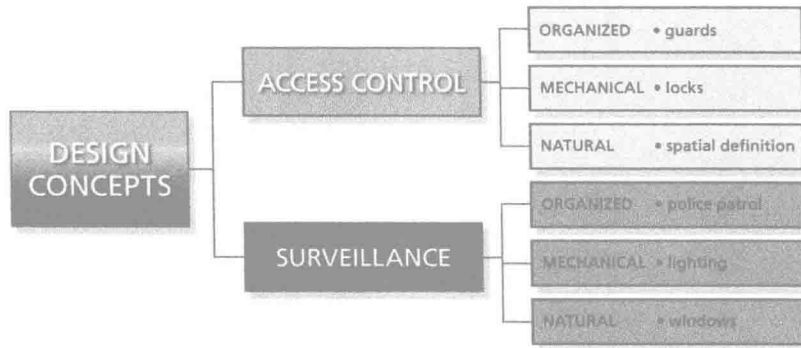 DESIGN
CONCEPTS
ACCESS CONTROL
ORGANIZED • guards
MECHANICAL • locks
NATURAL • spatial definition
SURVEILLANCE
ORGANIZED • police patrol
MECHANICAL • lighting
NATURAL • windows